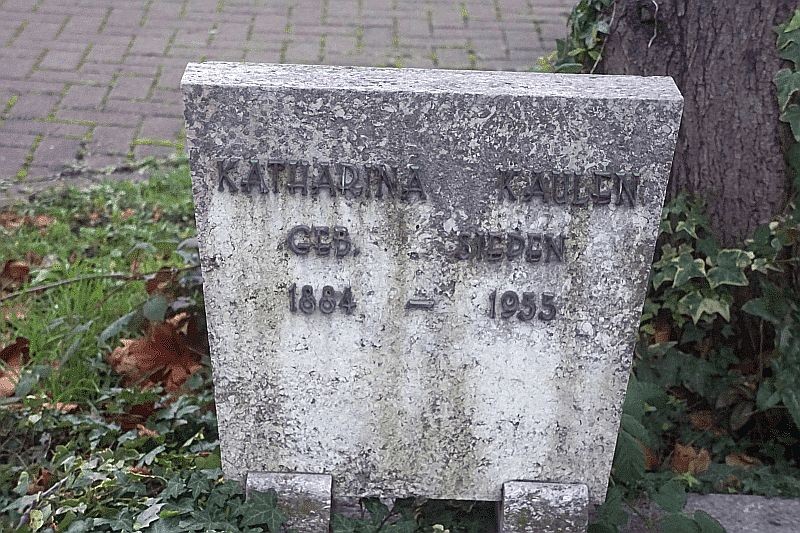 KATHARINA KAULEN
GEB. SIEPEN
1884 – 1955